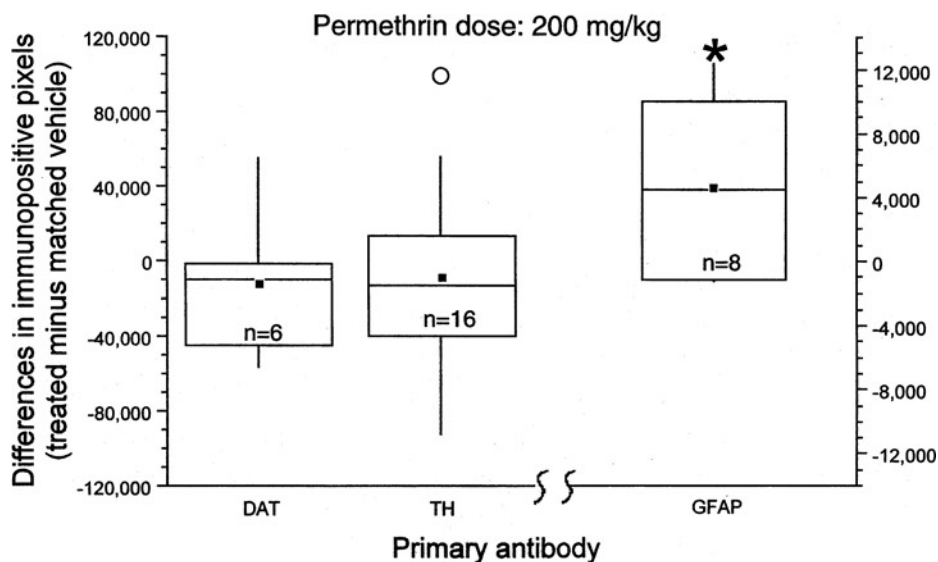 Permethrin dose: 200 mg/kg
Differences in immunopositive pixels
(treated minus matched vehicle)
120,000
80,000
40,000
0
-40,000
-80,000
-120,000
12,000
8,000
4,000
0
-4,000
-8,000
-12,000
n=6
n=16
n=8
*
DAT
TH
GFAP
Primary antibody